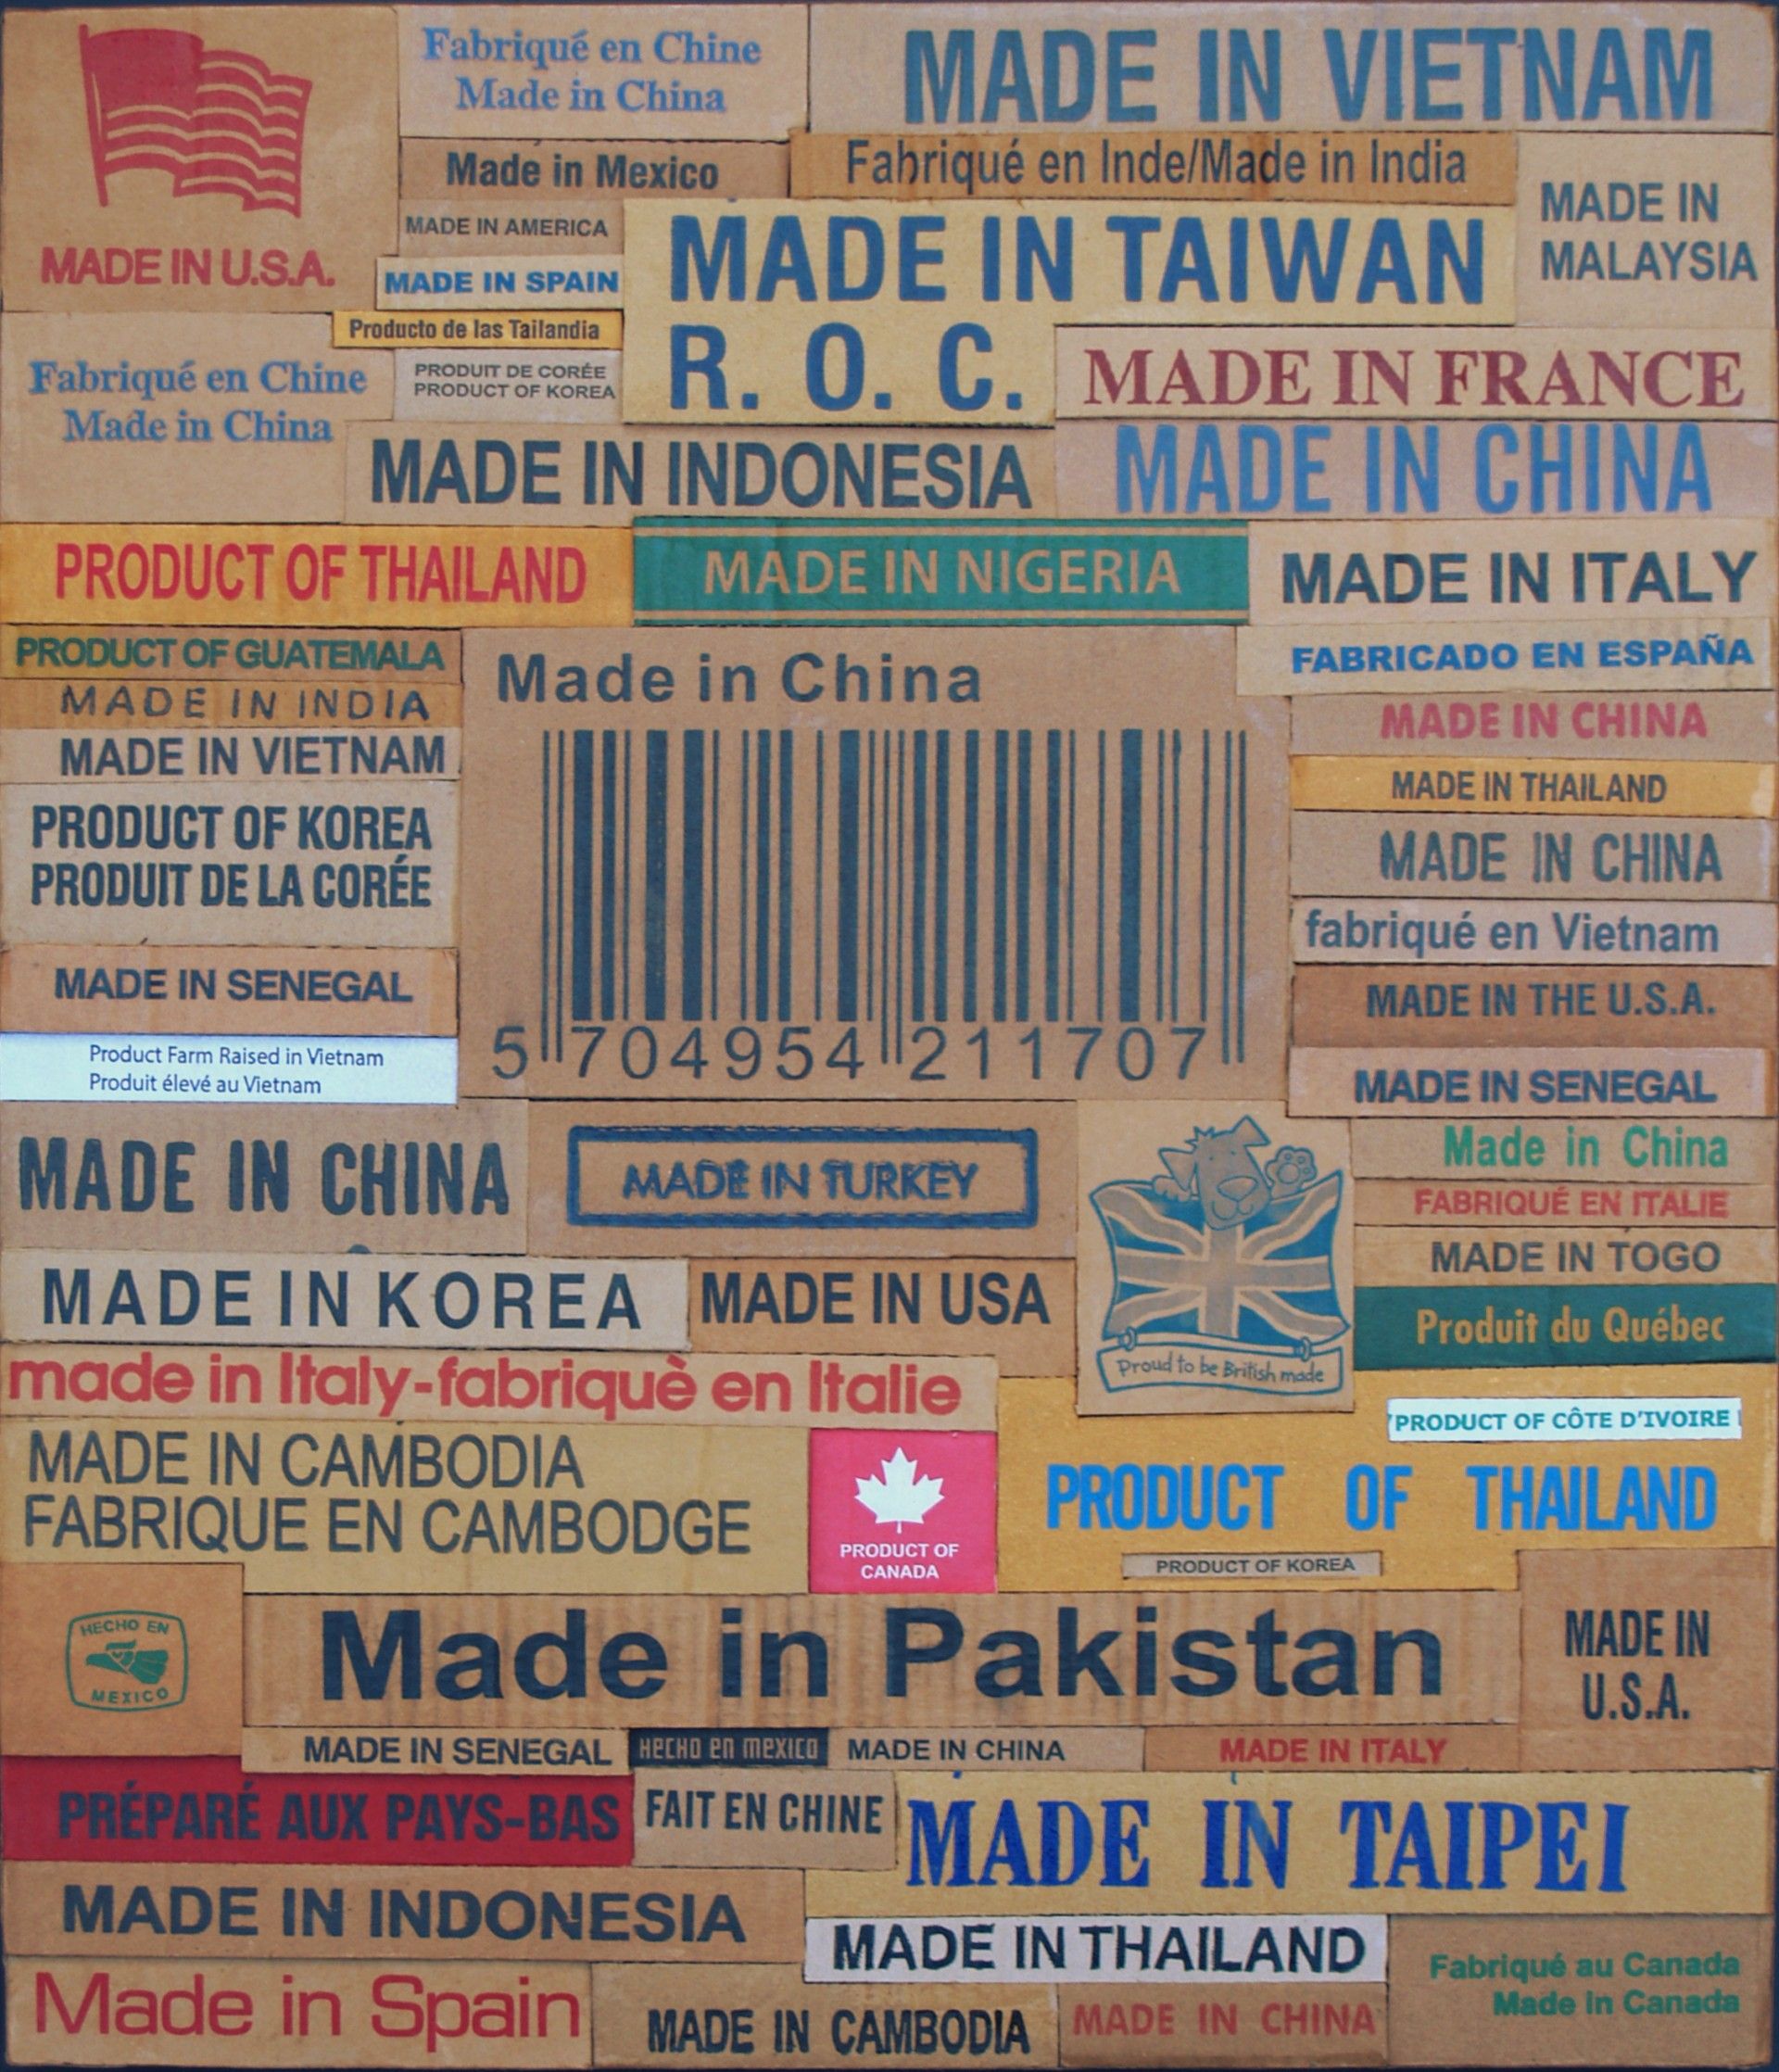 MADE IN U.S.A.
Fabriqué en Chine
Made in China
MADE IN VIETNAM
Made in Mexico
Fabriqué en Inde/Made in India
MADE IN
MALAYSIA
MADE IN AMERICA
MADE IN SPAIN
MADE IN TAIWAN
R. O. C.
Producto de las Tailandia
Fabriqué en Chine
Made in China
PRODUIT DE CORÉE
PRODUCT OF KOREA
MADE IN FRANCE
MADE IN INDONESIA
MADE IN CHINA
PRODUCT OF THAILAND
MADE IN NIGERIA
MADE IN ITALY
PRODUCT OF GUATEMALA
MADE IN INDIA
MADE IN VIETNAM
PRODUCT OF KOREA
PRODUIT DE LA CORÉE
MADE IN SENEGAL
Product Farm Raised in Vietnam
Produit élevé au Vietnam
Made in China
5 704954 211707
FABRICADO EN ESPAÑA
MADE IN CHINA
MADE IN THAILAND
MADE IN CHINA
fabriqué en Vietnam
MADE IN THE U.S.A.
MADE IN SENEGAL
MADE IN CHINA
MADE IN TURKEY
Made in China
FABRIQUÉ EN ITALIE
MADE IN TOGO
Produit du Québec
MADE IN KOREA
MADE IN USA
Proud to be British made
made in Italy-fabriquè en Italie
PRODUCT OF CÔTE D'IVOIRE
MADE IN CAMBODIA
FABRIQUE EN CAMBODGE
PRODUCT OF
CANADA
PRODUCT OF THAILAND
PRODUCT OF KOREA
HECHO EN
MEXICO
Made in Pakistan
MADE IN
U.S.A.
MADE IN SENEGAL
HECHO en mexico
MADE IN CHINA
MADE IN ITALY
PRÉPARÉ AUX PAYS-BAS
FAIT EN CHINE
MADE IN TAIPEI
MADE IN INDONESIA
MADE IN THAILAND
Fabriqué au Canada
Made in Canada
Made in Spain
MADE IN CAMBODIA
MADE IN CHINA